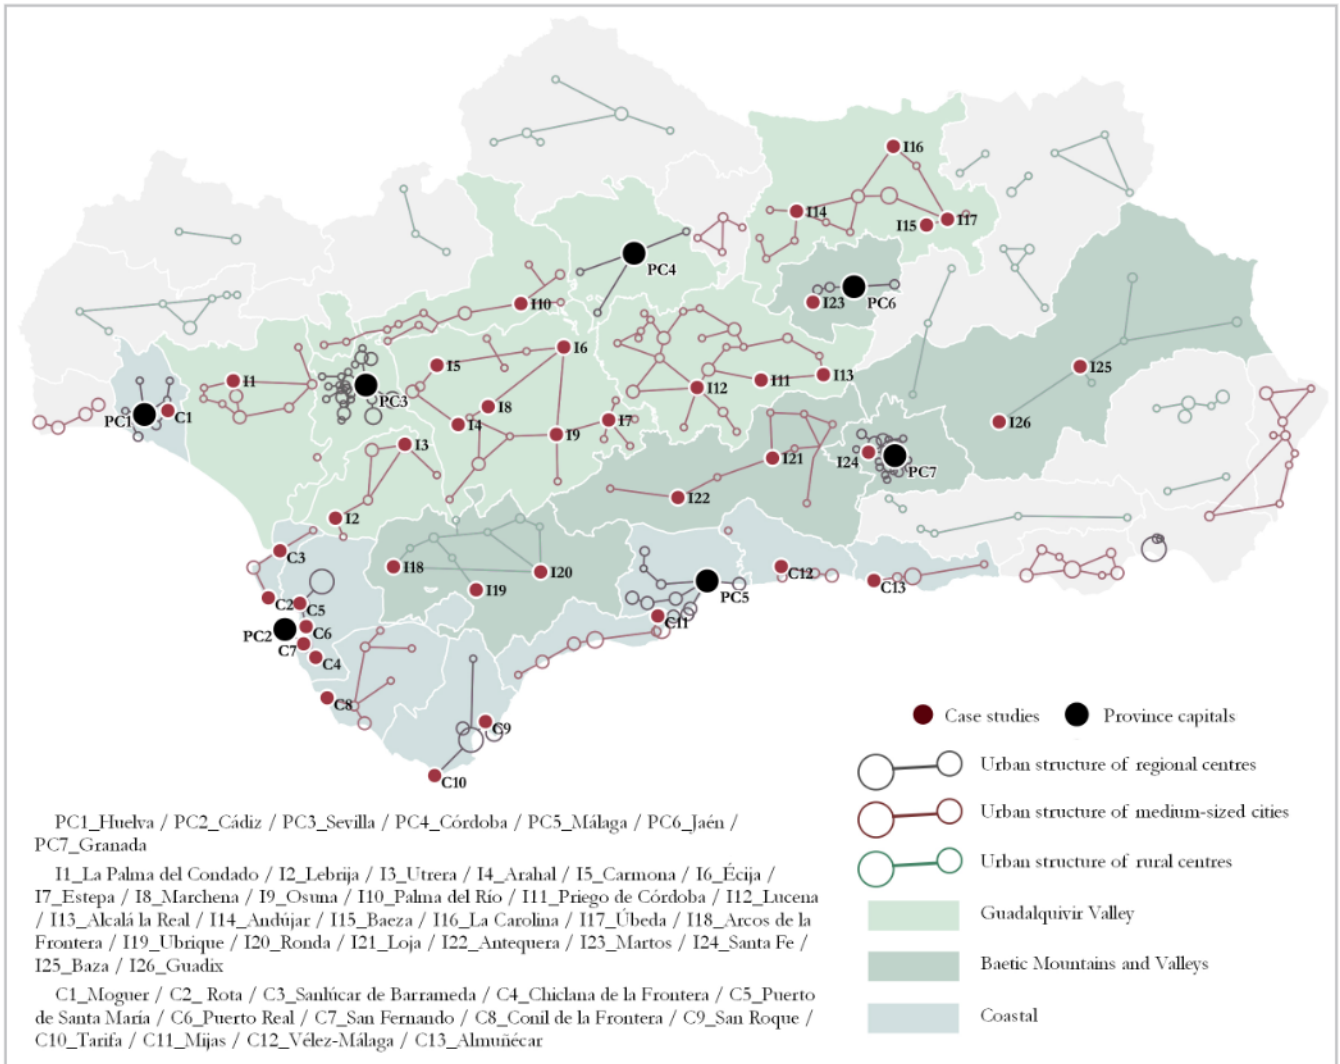 I16
I14
I15
I17
PC4
I23
PC6
I10
I6
I5
I1
PC3
I12
I11
I13
I25
PC1
C1
I8
I4
I7
I9
I3
I26
I21
I24
PC7
I22
I2
C3
I18
I20
I19
C12
C13
PC5
C2
C5
PC2
C6
C7
C4
C11
C8
C9
C10
Case studies
Province capitals
Urban structure of regional centres
Urban structure of medium-sized cities
Urban structure of rural centres
Guadalquivir Valley
Baetic Mountains and Valleys
Coastal
PC1_Huelva / PC2_Cádiz / PC3_Sevilla / PC4_Córdoba / PC5_Málaga / PC6_Jaén /
PC7_Granada
I1_La Palma del Condado / I2_Lebrija / I3_Utrera / I4_Arahal / I5_Carmona / I6_Écija /
I7_Estepa / I8_Marchena / I9_Osuna / I10_Palma del Río / I11_Priego de Córdoba / I12_Lucena
/ I13_Alcalá la Real / I14_Andújar / I15_Baeza / I16_La Carolina / I17_Úbeda / I18_Arcos de la
Frontera / I19_Ubrique / I20_Ronda / I21_Loja / I22_Antequera / I23_Martos / I24_Santa Fe /
I25_Baza / I26_Guadix
C1_Moguer / C2_ Rota / C3_Sanlúcar de Barrameda / C4_Chiclana de la Frontera / C5_Puerto
de Santa María / C6_Puerto Real / C7_San Fernando / C8_Conil de la Frontera / C9_San Roque /
C10_Tarifa / C11_Mijas / C12_Vélez-Málaga / C13_Almuñécar